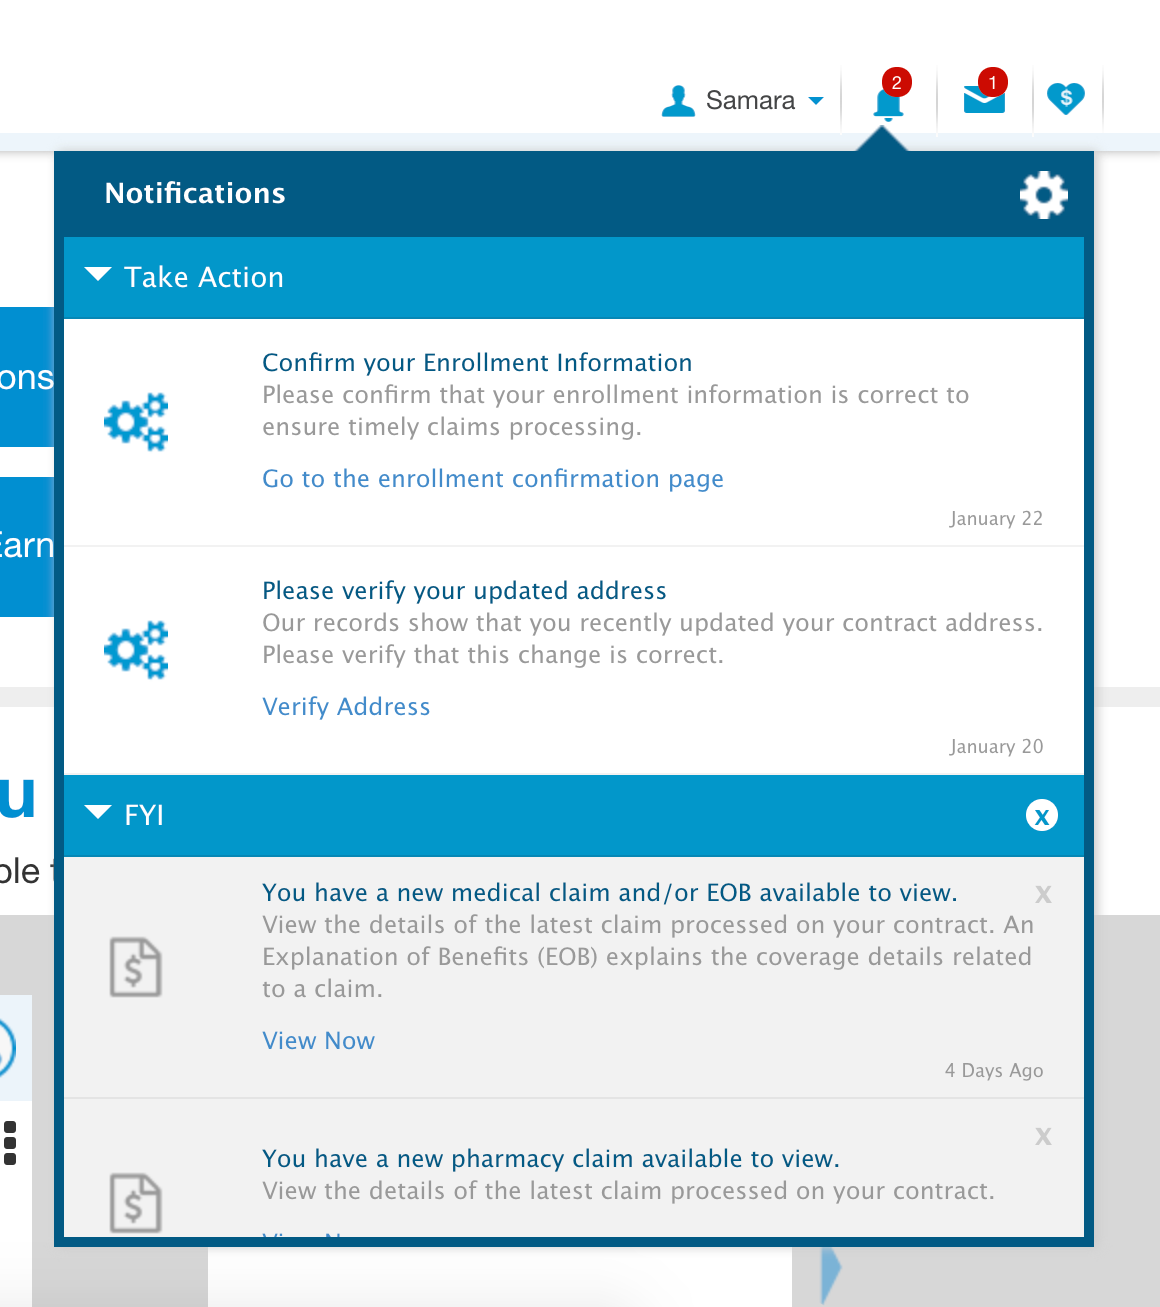 Samara
2
1
$
Notifications
Take Action
Confirm your Enrollment Information
Please confirm that your enrollment information is correct to
ensure timely claims processing.
Go to the enrollment confirmation page
January 22
ons
Earn
Please verify your updated address
Our records show that you recently updated your contract address.
Please verify that this change is correct.
Verify Address
January 20
u
FYI
x
ple
You have a new medical claim and/or EOB available to view.
x
View the details of the latest claim processed on your contract. An
Explanation of Benefits (EOB) explains the coverage details related
to a claim.
$
View Now
4 Days Ago
x
You have a new pharmacy claim available to view.
View the details of the latest claim processed on your contract.
$